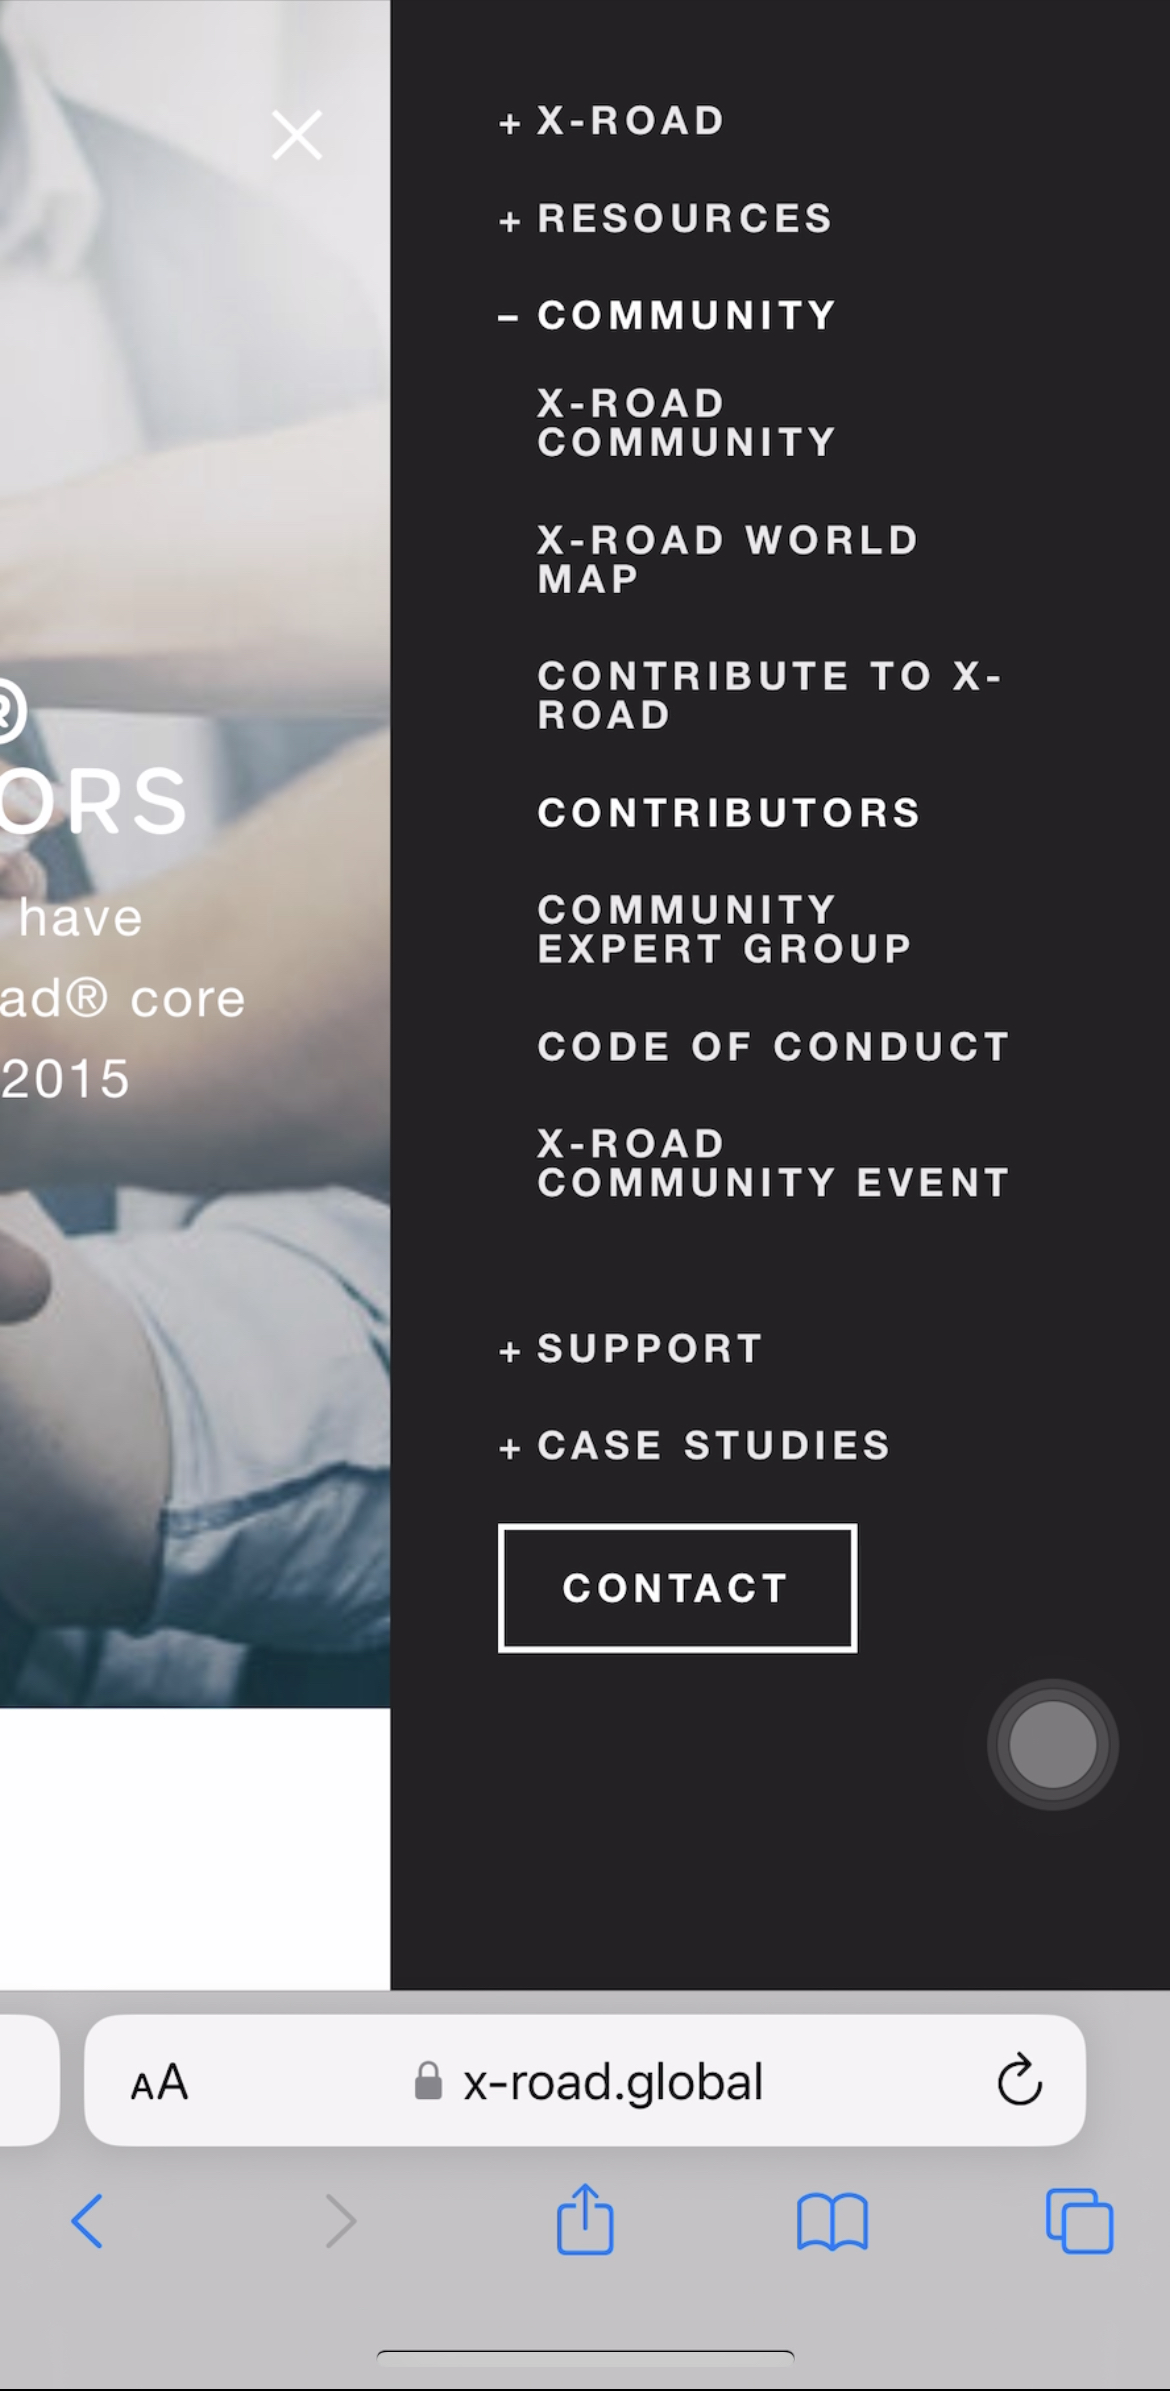 + X-ROAD
+ RESOURCES
– COMMUNITY
X-ROAD
COMMUNITY
X-ROAD WORLD
MAP
CONTRIBUTE TO X-
ROAD
CONTRIBUTORS
COMMUNITY
EXPERT GROUP
CODE OF CONDUCT
X-ROAD
COMMUNITY EVENT
+ SUPPORT
+ CASE STUDIES
CONTACT
®
ORS
have
ad® core
2015
AA
x-road.global